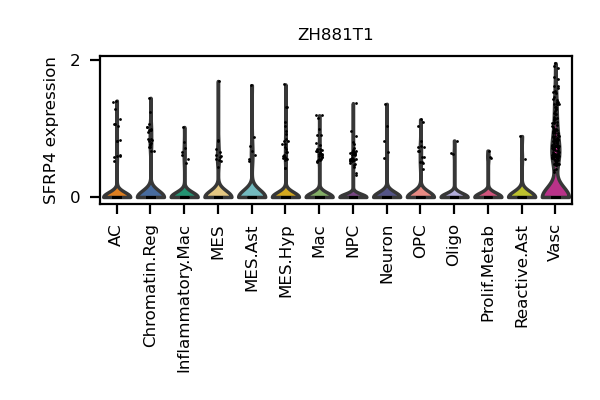 ZH881T1
SFRP4 expression
2
0
AC
Chromatin.Reg
Inflammatory.Mac
MES
MES.Ast
MES.Hyp
Mac
NPC
Neuron
OPC
Oligo
Prolif.Metab
Reactive.Ast
Vasc